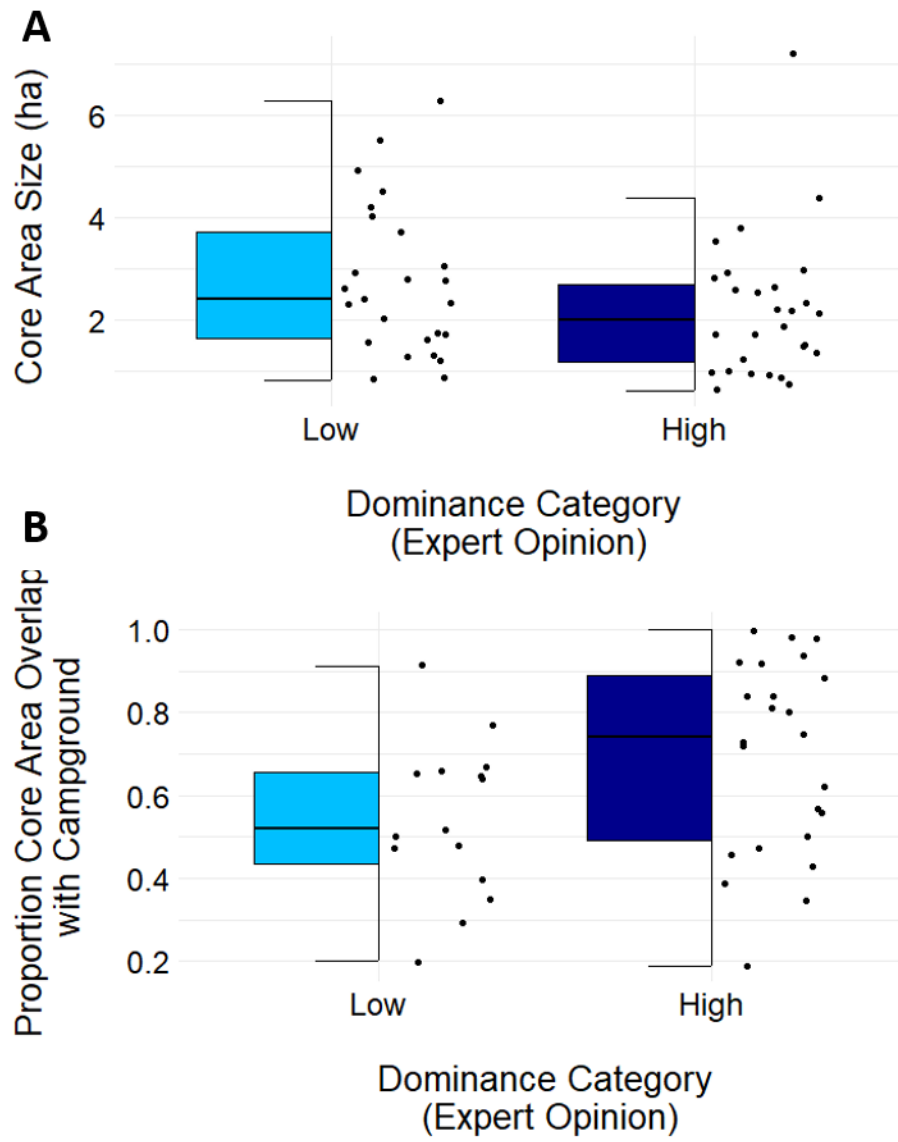 A
Core Area Size (ha)
6
4
2
Low High
Dominance Category
(Expert Opinion)
B
Proportion Core Area Overlap
with Campground
1.0
0.8
0.6
0.4
0.2
Low High
Dominance Category
(Expert Opinion)